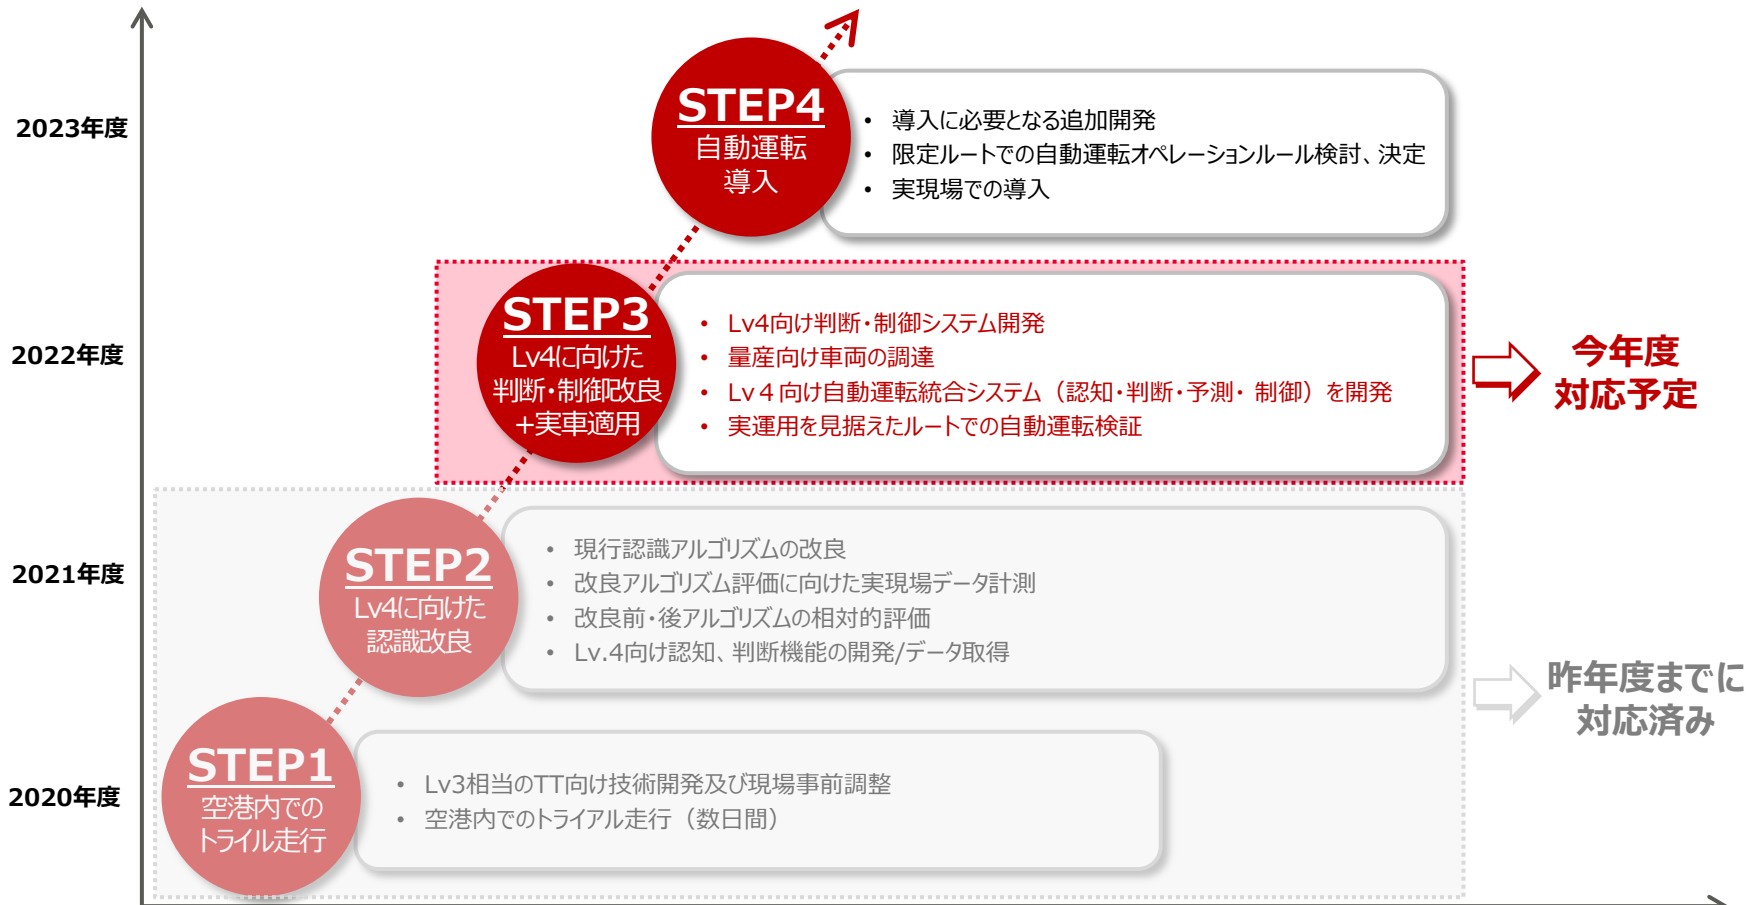 2023年度
STEP4
自動運転
導入
• 導入に必要となる追加開発
• 限定ルートでの自動運転オペレーションルール検討、決定
• 実現場での導入
2022年度
STEP3
Lv4に向けた
判断・制御改良
+実車適用
• Lv4向け判断・制御システム開発
• 量産向け車両の調達
• Lv４向け自動運転統合システム（認知・判断・予測・ 制御）を開発
• 実運用を見据えたルートでの自動運転検証
今年度
対応予定
2021年度
STEP2
Lv4に向けた
認識改良
• 現行認識アルゴリズムの改良
• 改良アルゴリズム評価に向けた実現場データ計測
• 改良前・後アルゴリズムの相対的評価
• Lv.4向け認知、判断機能の開発/データ取得
昨年度までに
対応済み
2020年度
STEP1
空港内での
トライル走行
• Lv3相当のTT向け技術開発及び現場事前調整
• 空港内でのトライアル走行（数日間）